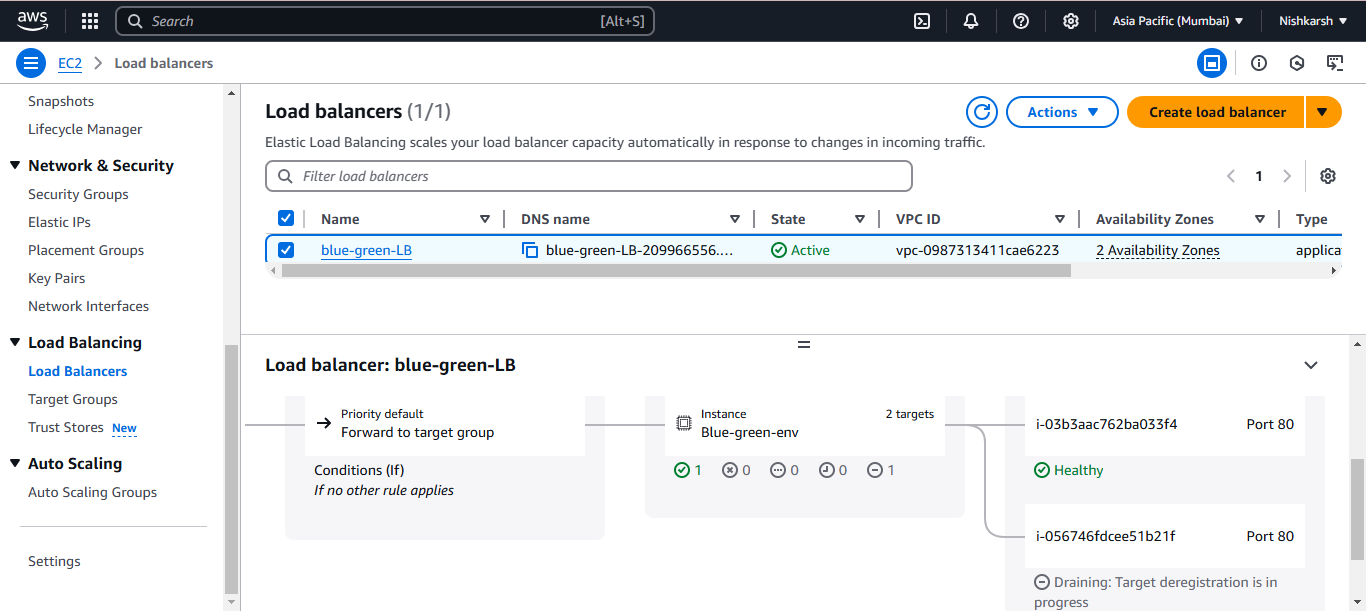 aws
Search
[Alt+S]
Asia Pacific (Mumbai)
Nishkarsh
EC2
Load balancers
Snapshots
Lifecycle Manager
Network & Security
Security Groups
Elastic IPs
Placement Groups
Key Pairs
Network Interfaces
Load Balancing
Load Balancers
Target Groups
Trust Stores New
Auto Scaling
Auto Scaling Groups
Settings
Load balancers (1/1)
Actions
Create load balancer
Elastic Load Balancing scales your load balancer capacity automatically in response to changes in incoming traffic.
Filter load balancers
1
Name DNS name State VPC ID Availability Zones Type
blue-green-LB blue-green-LB-209966556.... Active vpc-0987313411cae6223 2 Availability Zones applica
Load balancer: blue-green-LB
Priority default
Forward to target group
Conditions (If)
If no other rule applies
Instance 2 targets
Blue-green-env
1 0 0 0 1
i-03b3aac762ba033f4 Port 80
Healthy
i-056746fdcee51b21f Port 80
Draining: Target deregistration is in
progress